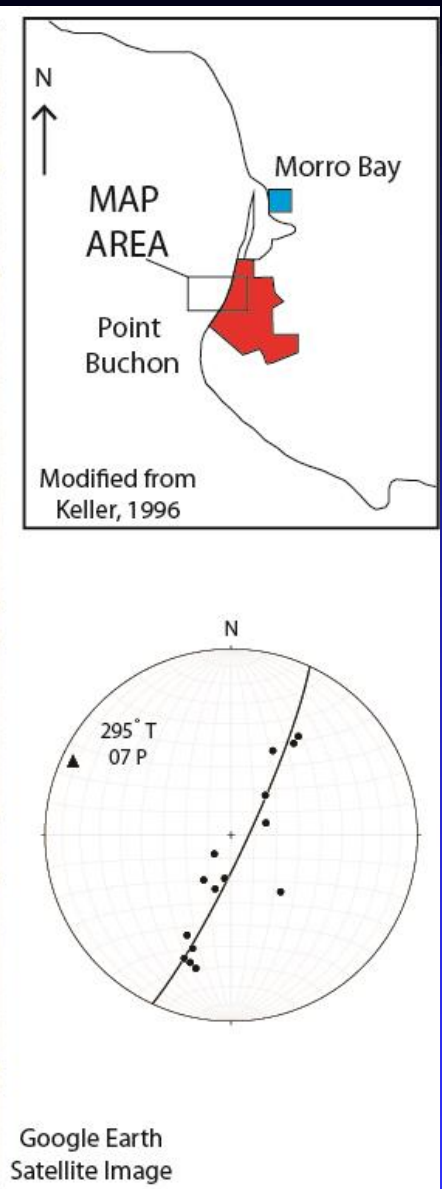 N
Morro Bay
MAP
AREA
Point
Buchon
Modified from
Keller, 1996
N
295° T
07 P
Google Earth
Satellite Image